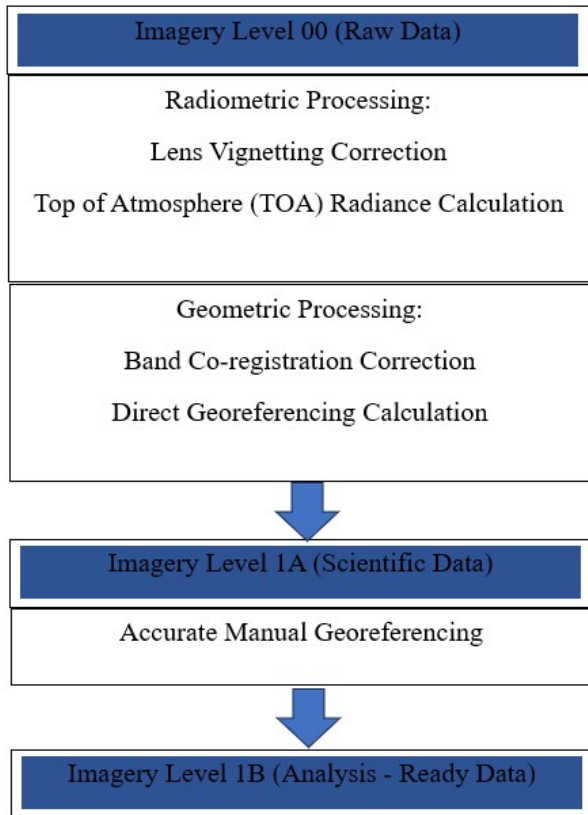 Imagery Level 00 (Raw Data)
Radiometric Processing:
Lens Vignetting Correction
Top of Atmosphere (TOA) Radiance Calculation
Geometric Processing:
Band Co-registration Correction
Direct Georeferencing Calculation
Imagery Level 1A (Scientific Data)
Accurate Manual Georeferencing
Imagery Level 1B (Analysis - Ready Data)